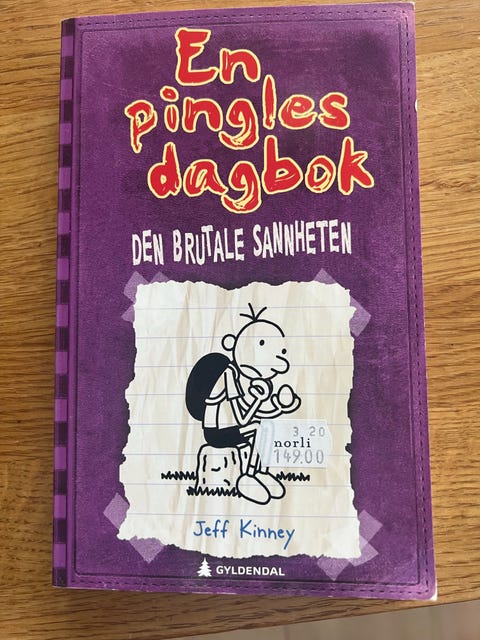 En
pingles
dagbok
DEN BRUTALE SANNHETEN
3 20
norli
149.00
Jeff Kinney
GYLDENDAL